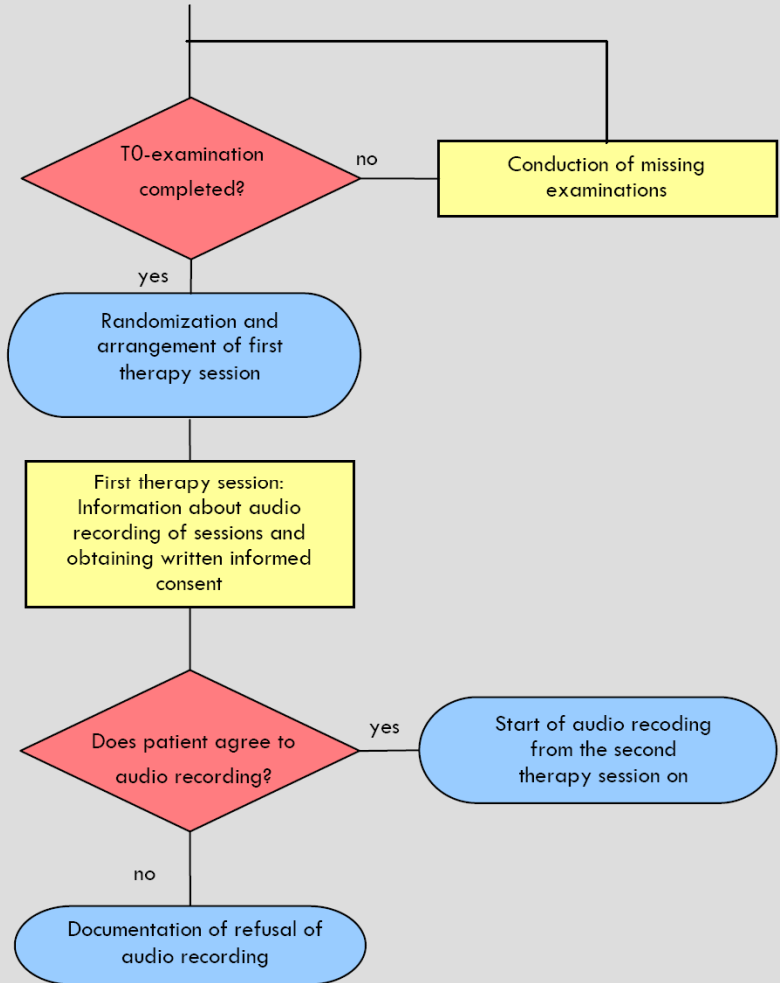 T0-examination
completed?
no
Conduction of missing
examinations
yes
Randomization and
arrangement of first
therapy session
First therapy session:
Information about audio
recording of sessions and
obtaining written informed
consent
Does patient agree to
audio recording?
yes
Start of audio recoding
from the second
therapy session on
no
Documentation of refusal of
audio recording